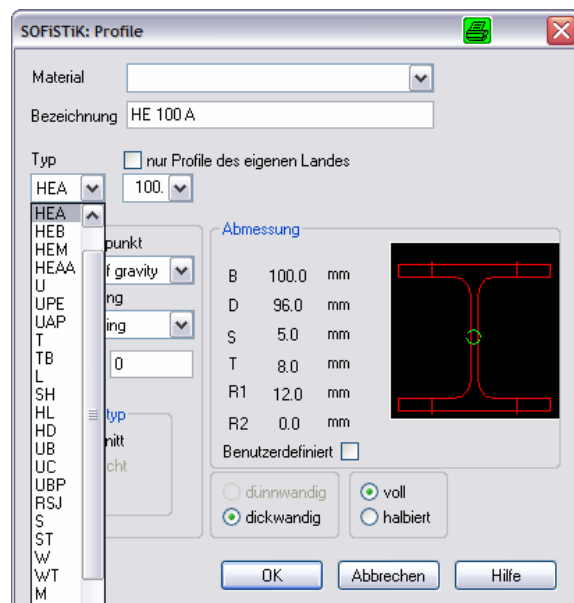 SOFiSTiK: Profile
Material
Bezeichnung HE 100 A
Typ nur Profile des eigenen Landes
HEA 100.
HEA
HEB
HEM
HEAA
U
UPE
UAP
T
TB
L
SH
HL
HD
UB
UC
UBP
RSJ
S
ST
W
WT
M
punkt
f gravity
ng
ing
0
typ
nitt
cht
Abmessung
B 100.0 mm
D 96.0 mm
S 5.0 mm
T 8.0 mm
R1 12.0 mm
R2 0.0 mm
Benutzerdefiniert
dünnwandig
dickwandig
voll
halbiert
OK Abbrechen Hilfe